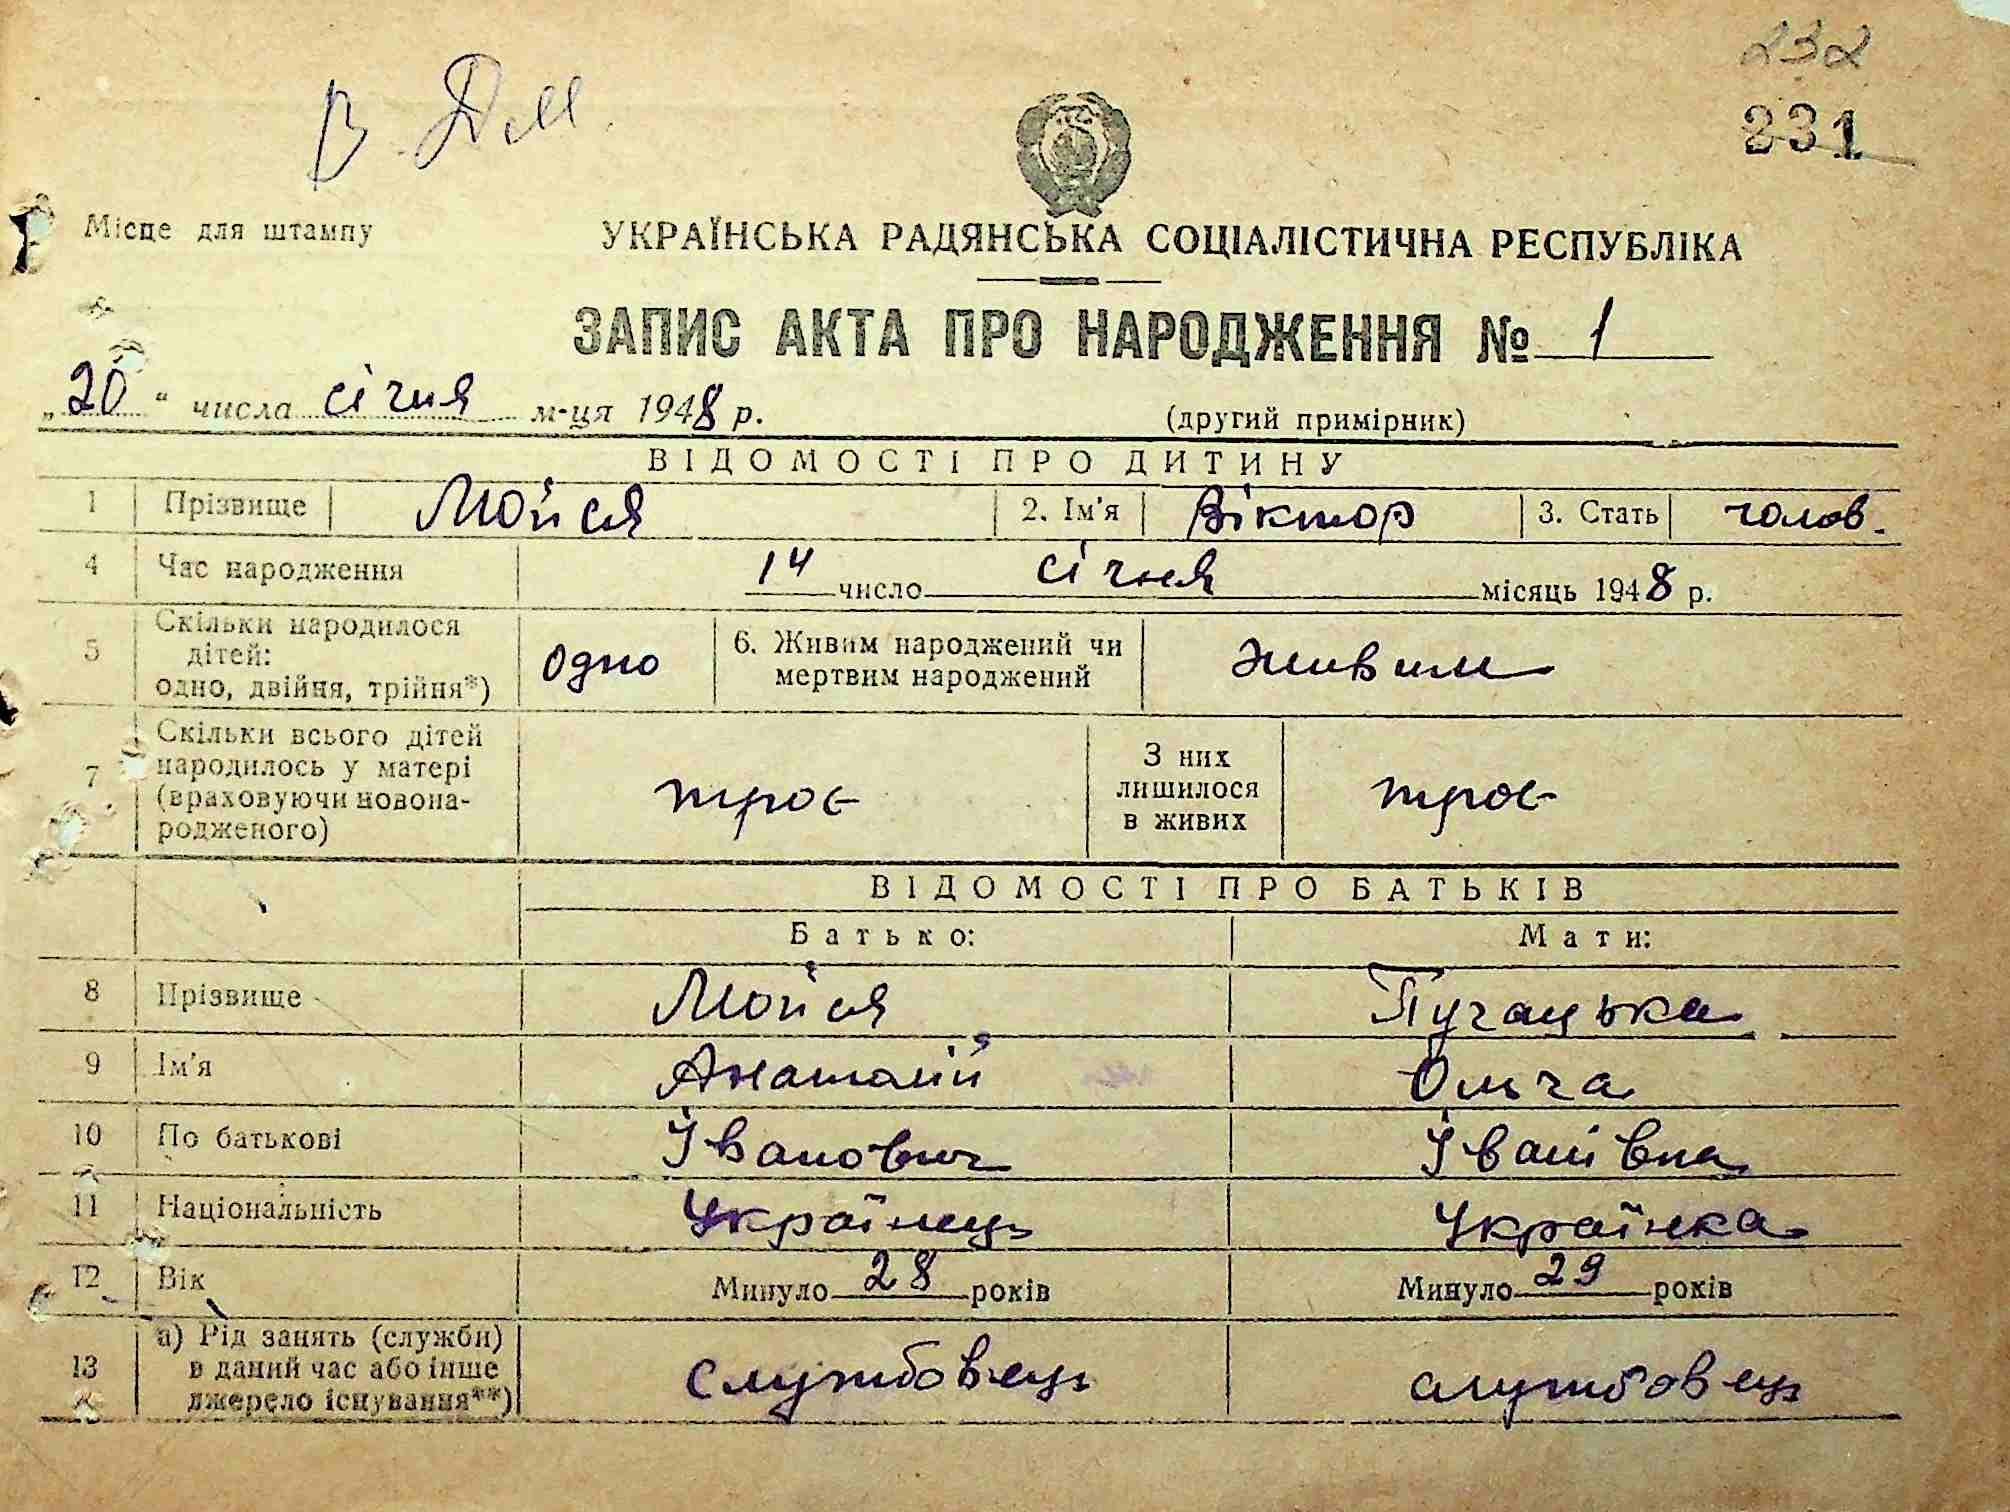 232
231
В Дм
Місце для штампу
УКРАЇНСЬКА РАДЯНСЬКА СОЦІАЛІСТИЧНА РЕСПУБЛІКА
ЗАПИС АКТА ПРО НАРОДЖЕННЯ № 1
„20“ числа січня м-ця 1948 р.
(другий примірник)
ВІДОМОСТІ ПРО ДИТИНУ
1 Прізвище Мойся 2. Ім'я Віктор 3. Стать чолов.
4 Час народження 14 число січня місяць 1948 р.
5 Скільки народилося
дітей:
одно, двійня, трійня*) одно 6. Живим народжений чи
мертвим народжений живим
7 Скільки всього дітей
народилось у матері
(враховуючи новона-
родженого) троє З них
лишилося
в живих троє
ВІДОМОСТІ ПРО БАТЬКІВ
Батько: Мати:
8 Прізвище Мойся Пугацька
9 Ім'я Анатолій Ольга
10 По батькові Іванович Іванівна
11 Національність Українець Українка
12 Вік Минуло 28 років Минуло 29 років
13 а) Рід занять (служби)
в даний час або інше
джерело існування**) службовець службовець